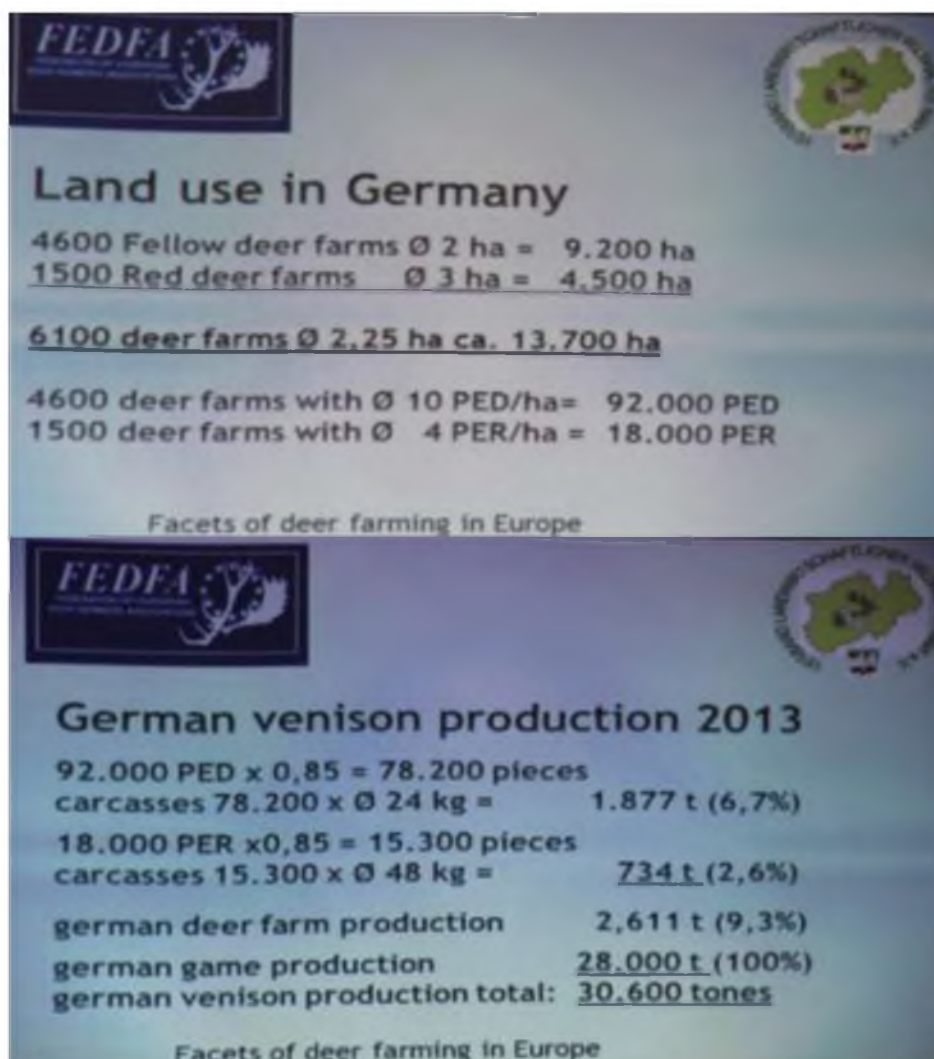 FEDFA
Land use in Germany
4600 Fellow deer farms Ø 2 ha = 9.200 ha
1500 Red deer farms Ø 3 ha = 4.500 ha
6100 deer farms Ø 2,25 ha ca. 13.700 ha
4600 deer farms with Ø 10 PED/ha= 92.000 PED
1500 deer farms with Ø 4 PER/ha = 18.000 PER
Facets of deer farming in Europe
FEDFA
German venison production 2013
92.000 PED x 0,85 = 78.200 pieces
carcasses 78.200 x Ø 24 kg = 1.877 t (6,7%)
18.000 PER x0,85 = 15.300 pieces
carcasses 15.300 x Ø 48 kg = 734 t (2,6%)
german deer farm production 2,611 t (9,3%)
german game production 28.000 t (100%)
german venison production total: 30.600 tones
Facets of deer farming in Europe